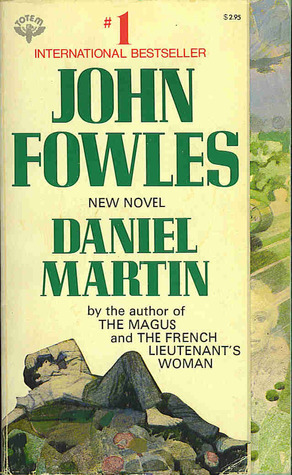 TOTEM
#1
$2.95
INTERNATIONAL BESTSELLER
JOHN
FOWLES
NEW NOVEL
DANIEL
MARTIN
by the author of
THE MAGUS
and THE FRENCH
LIEUTENANT'S
WOMAN